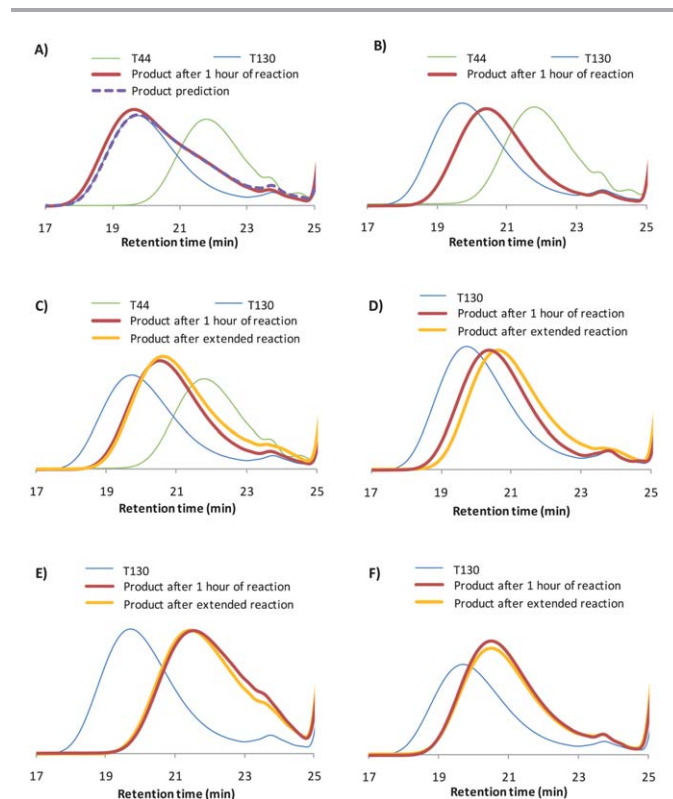 A)
T44 T130
Product after 1 hour of reaction
Product prediction
17 19 21 23 25
Retention time (min)
B)
T44 T130
Product after 1 hour of reaction
17 19 21 23 25
Retention time (min)
C)
T44 T130
Product after 1 hour of reaction
Product after extended reaction
17 19 21 23 25
Retention time (min)
D)
T130
Product after 1 hour of reaction
Product after extended reaction
17 19 21 23 25
Retention time (min)
E)
T130
Product after 1 hour of reaction
Product after extended reaction
17 19 21 23 25
Retention time (min)
F)
T130
Product after 1 hour of reaction
Product after extended reaction
17 19 21 23 25
Retention time (min)